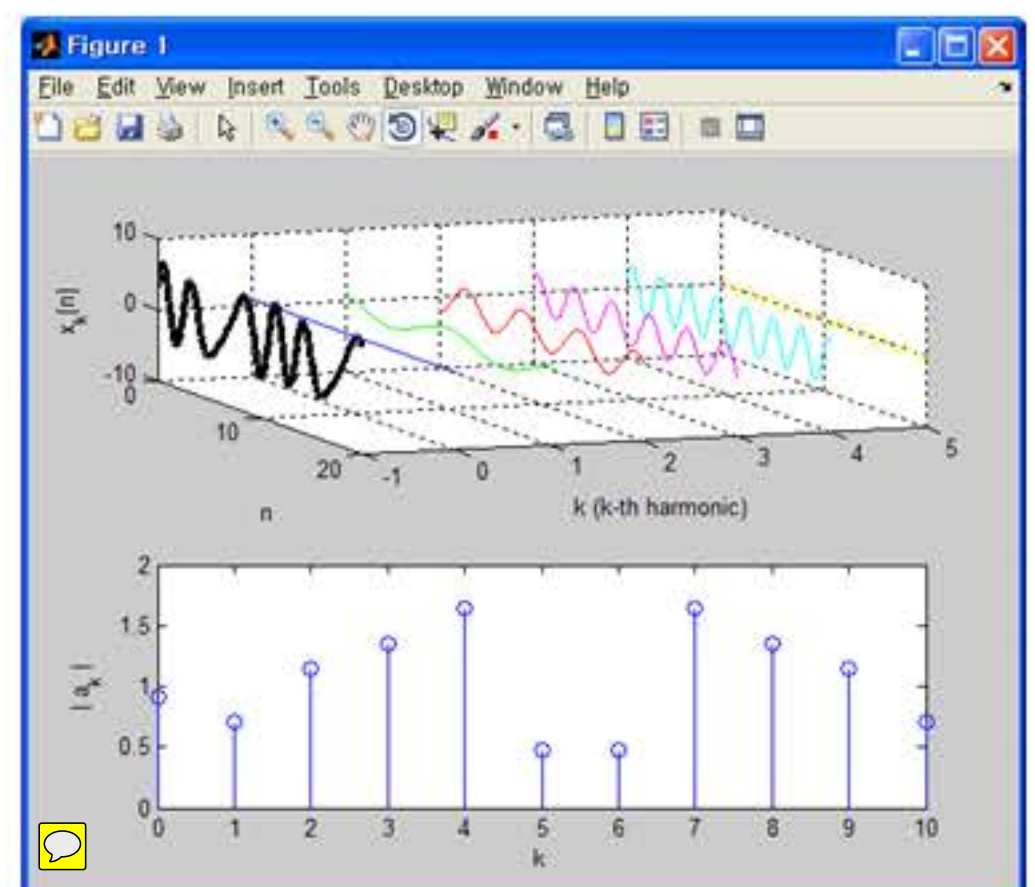 Figure 1
File Edit View Insert Tools Desktop Window Help
10
0
-10
x_k[n]
0
10
20
n
-1
0
1
2
3
4
5
k (k-th harmonic)
2
1.5
1
0.5
0
| a_k |
0 1 2 3 4 5 6 7 8 9 10
k